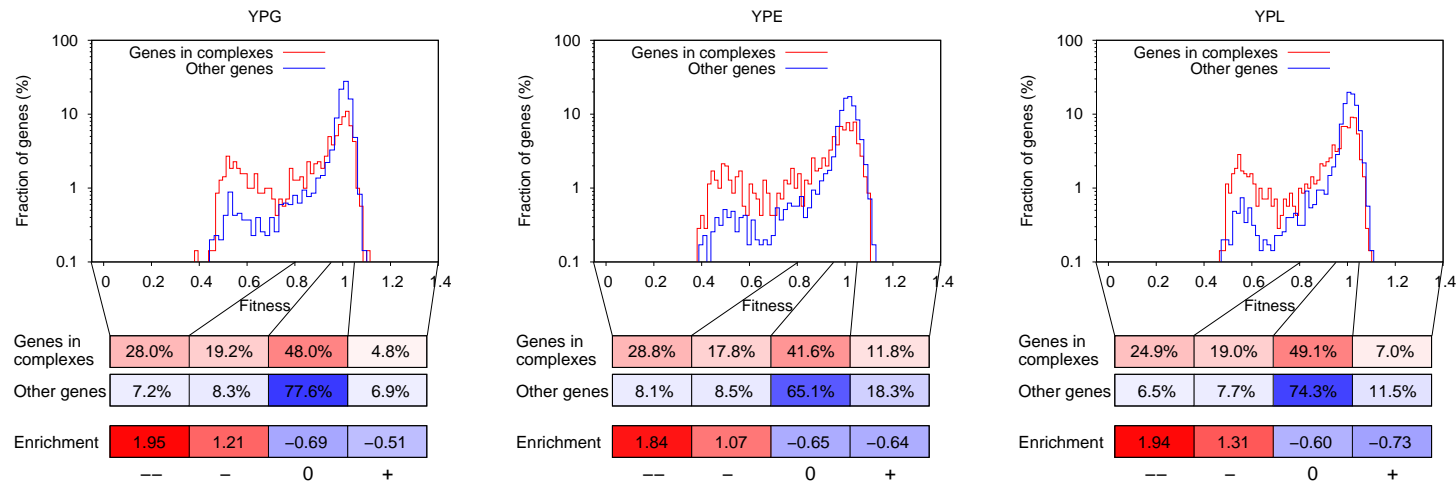 YPG
100
10
1
0.1
Fraction of genes (%)
Genes in complexes
Other genes
0 0.2 0.4 0.6 0.8 1 1.2 1.4
Fitness
Genes in
complexes
28.0% 19.2% 48.0% 4.8%
Other genes
7.2% 8.3% 77.6% 6.9%
Enrichment
1.95 1.21 −0.69 −0.51
−− − 0 +
YPE
100
10
1
0.1
Fraction of genes (%)
Genes in complexes
Other genes
0 0.2 0.4 0.6 0.8 1 1.2 1.4
Fitness
Genes in
complexes
28.8% 17.8% 41.6% 11.8%
Other genes
8.1% 8.5% 65.1% 18.3%
Enrichment
1.84 1.07 −0.65 −0.64
−− − 0 +
YPL
100
10
1
0.1
Fraction of genes (%)
Genes in complexes
Other genes
0 0.2 0.4 0.6 0.8 1 1.2 1.4
Fitness
Genes in
complexes
24.9% 19.0% 49.1% 7.0%
Other genes
6.5% 7.7% 74.3% 11.5%
Enrichment
1.94 1.31 −0.60 −0.73
−− − 0 +